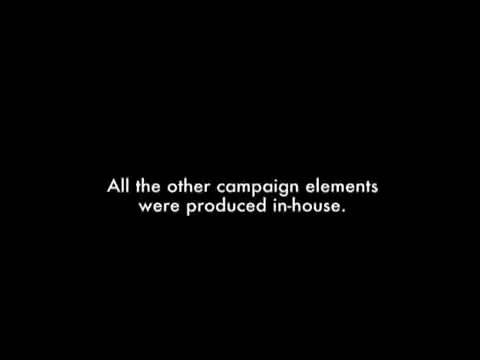 All the other campaign elements
were produced in-house.